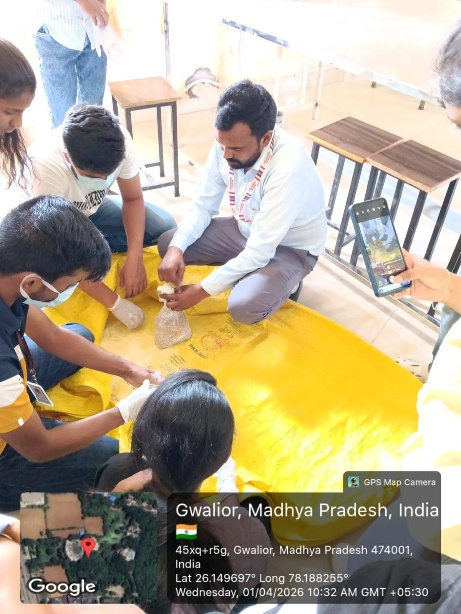 GPS Map Camera
Gwalior, Madhya Pradesh, India
45xq+r5g, Gwalior, Madhya Pradesh 474001,
India
Lat 26.149697° Long 78.188255°
Wednesday, 01/04/2026 10:32 AM GMT +05:30
Google